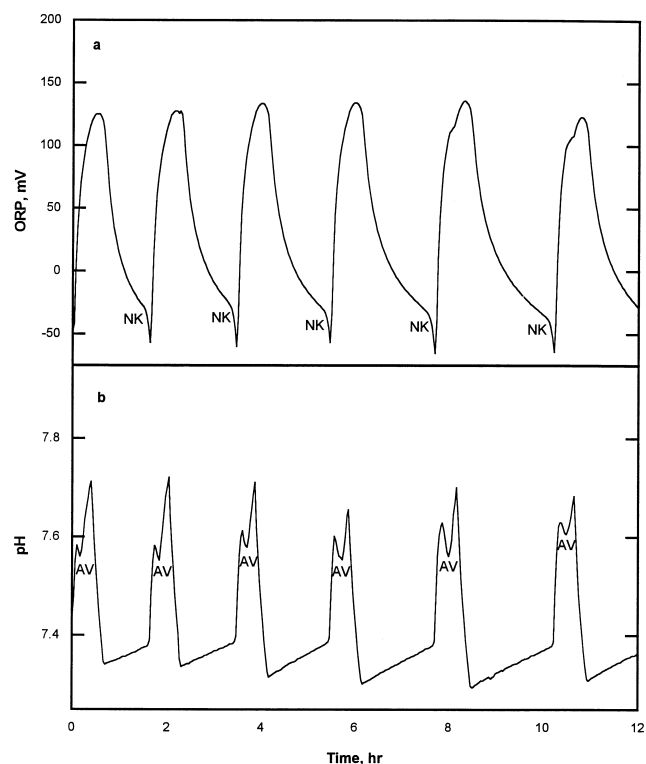 200
a
150
100
ORP, mV
50
0
NK NK NK NK NK
-50
b
7.8
7.6
pH
AV AV AV AV AV AV
7.4
0 2 4 6 8 10 12
Time, hr